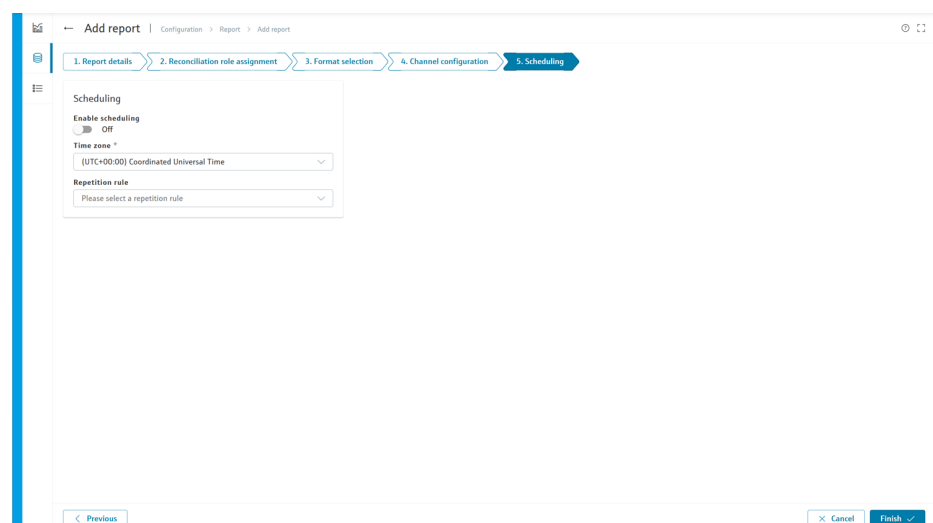 ← Add report | Configuration > Report > Add report
1. Report details
2. Reconciliation role assignment
3. Format selection
4. Channel configuration
5. Scheduling
Scheduling
Enable scheduling
Off
Time zone *
(UTC+00:00) Coordinated Universal Time
Repetition rule
Please select a repetition rule
Previous
Cancel
Finish